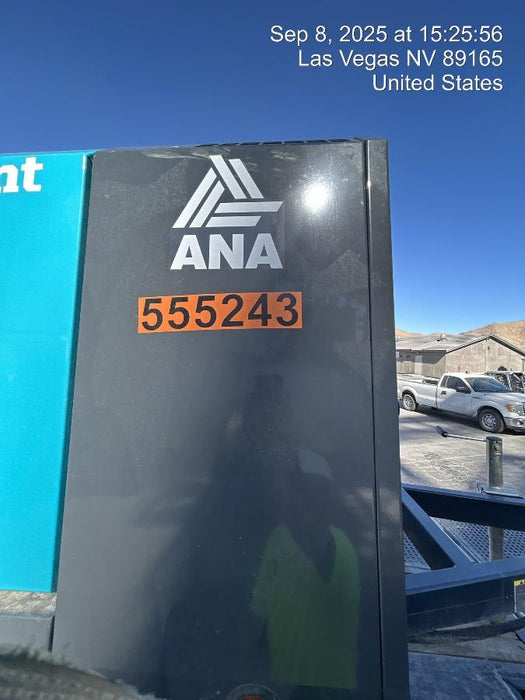 Sep 8, 2025 at 15:25:56
Las Vegas NV 89165
United States
nt
ANA
555243